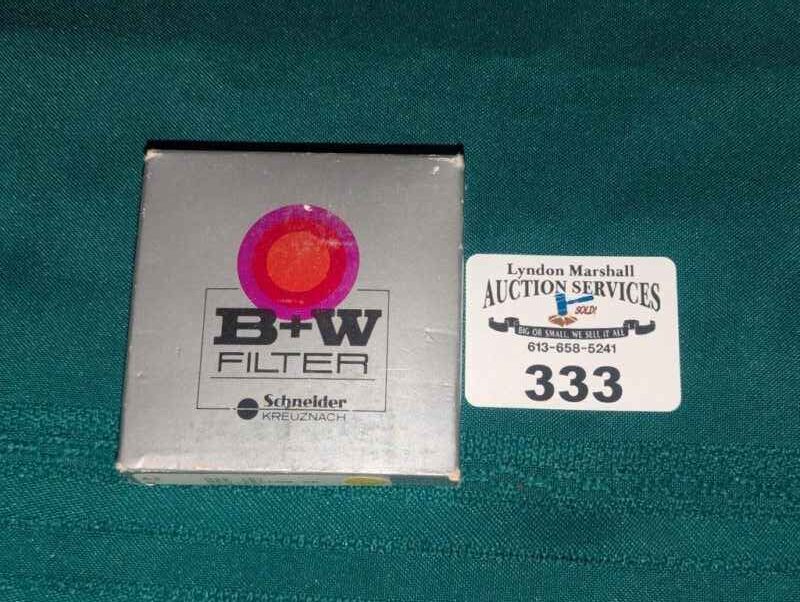 B+W
FILTER
Schneider
KREUZNACH
Lyndon Marshall
AUCTION SERVICES
SOLD!
BIG OR SMALL, WE SELL IT ALL
613-658-5241
333